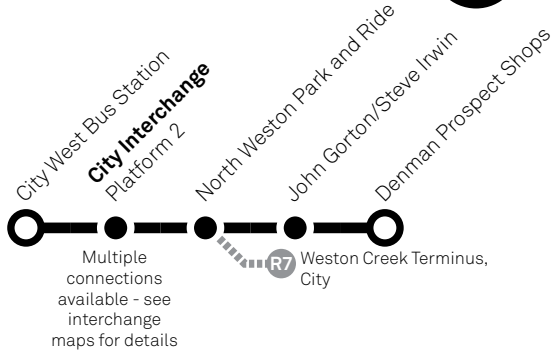 City West Bus Station
City Interchange
Platform 2
North Weston Park and Ride
John Gorton/Steve Irwin
Denman Prospect Shops
Multiple
connections
available - see
interchange
maps for details
R7
Weston Creek Terminus,
City